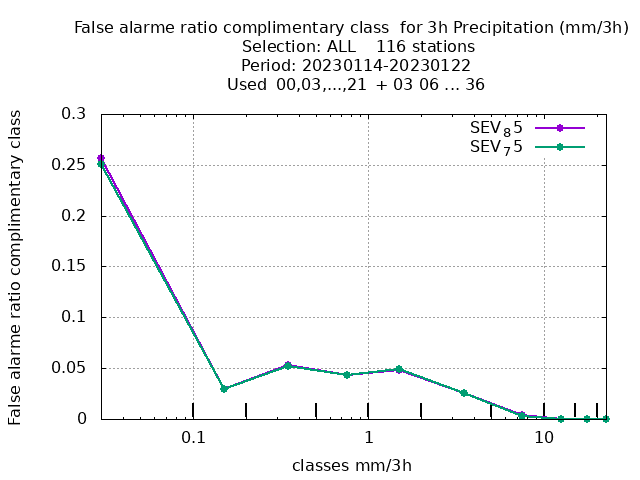 False alarme ratio complimentary class  for 3h Precipitation (mm/3h)
Selection: ALL    116 stations
Period: 20230114-20230122
Used  00,03,...,21  + 03 06 ... 36
SEV₈5
SEV₇5
False alarme ratio complimentary class
0.3
0.25
0.2
0.15
0.1
0.05
0
0.1
1
10
classes mm/3h